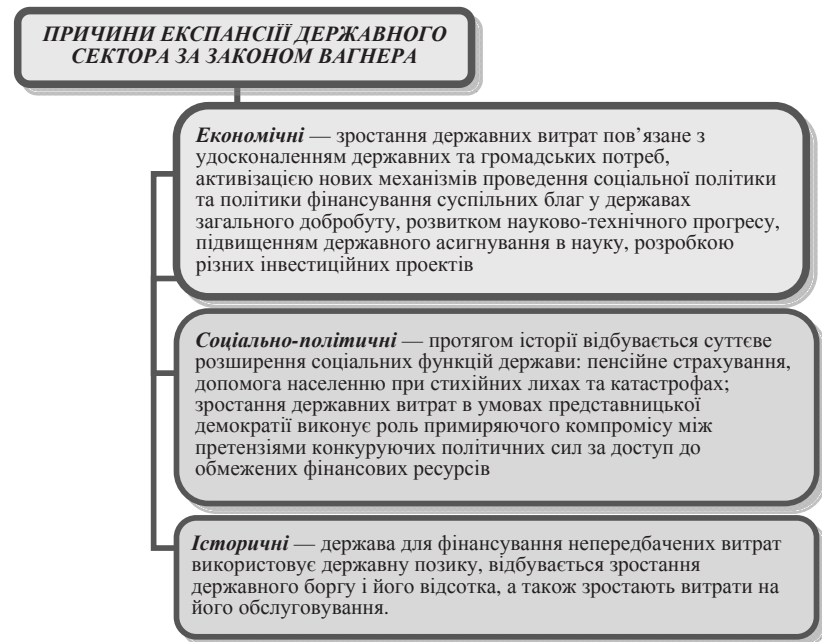 ПРИЧИНИ ЕКСПАНСІЇ ДЕРЖАВНОГО
СЕКТОРА ЗА ЗАКОНОМ ВАГНЕРА
Економічні — зростання державних витрат пов’язане з
удосконаленням державних та громадських потреб,
активізацією нових механізмів проведення соціальної політики
та політики фінансування суспільних благ у державах
загального добробуту, розвитком науково-технічного прогресу,
підвищенням державного асигнування в науку, розробкою
різних інвестиційних проектів
Соціально-політичні — протягом історії відбувається суттєве
розширення соціальних функцій держави: пенсійне страхування,
допомога населенню при стихійних лихах та катастрофах;
зростання державних витрат в умовах представницької
демократії виконує роль примиряючого компромісу між
претензіями конкуруючих політичних сил за доступ до
обмежених фінансових ресурсів
Історичні — держава для фінансування непередбачених витрат
використовує державну позику, відбувається зростання
державного боргу і його відсотка, а також зростають витрати на
його обслуговування.